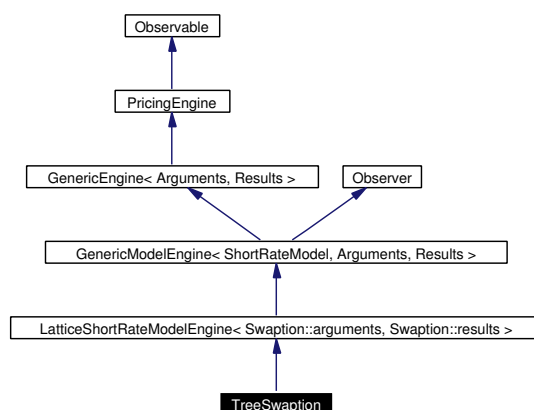 Observable
PricingEngine
GenericEngine< Arguments, Results >
Observer
GenericModelEngine< ShortRateModel, Arguments, Results >
LatticeShortRateModelEngine< Swaption::arguments, Swaption::results >
TreeSwaption